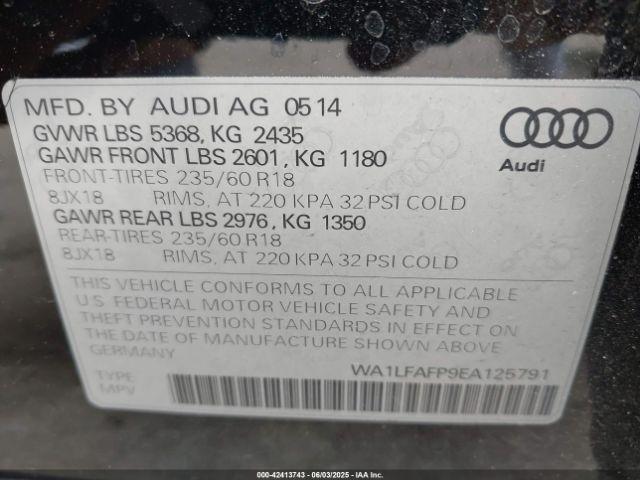 MFD. BY AUDI AG 0514
GVWR LBS 5368, KG 2435
GAWR FRONT LBS 2601, KG 1180
FRONT-TIRES 235/60 R18
8JX18 RIMS, AT 220 KPA 32 PSI COLD
GAWR REAR LBS 2976, KG 1350
REAR-TIRES 235/60 R18
8JX18 RIMS, AT 220 KPA 32 PSI COLD
Audi
THIS VEHICLE CONFORMS TO ALL APPLICABLE
U.S. FEDERAL MOTOR VEHICLE SAFETY AND
THEFT PREVENTION STANDARDS IN EFFECT ON
THE DATE OF MANUFACTURE SHOWN ABOVE.
GERMANY
WA1LFAFP9EA125791
TYPE
MPV
000-42413743 - 06/03/2025 - IAA Inc.